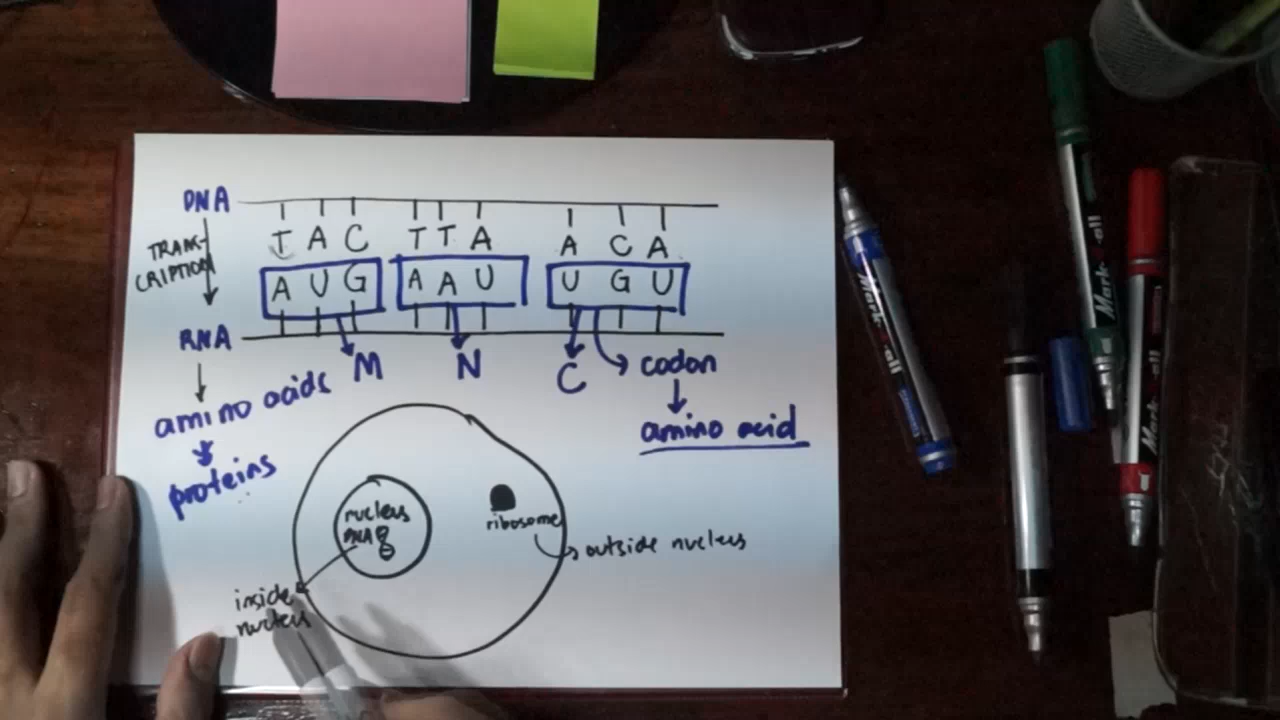 DNA
TRANS-
CRIPTION
T A C T T A A C A
A U G A A U U G U
RNA
M N C codon
amino acids
amino acid
proteins
nucleus
DNA
ribosome
outside nucleus
inside
nucleus
Mark-all
Mark-all
Mark